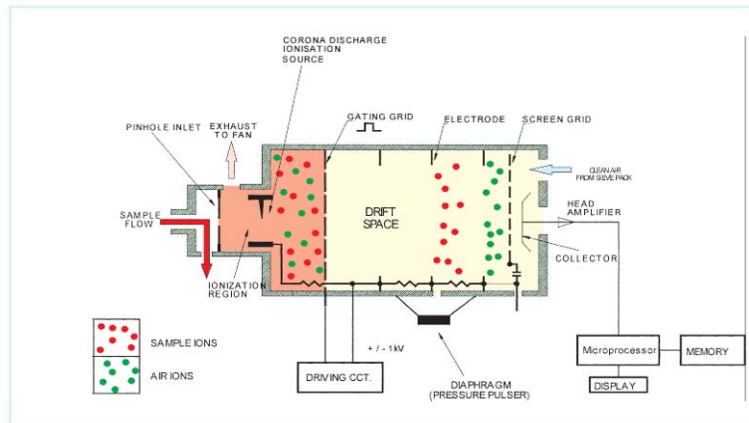 CORONA DISCHARGE
IONISATION
SOURCE
GATING GRID
ELECTRODE
SCREEN GRID
PINHOLE INLET
EXHAUST
TO FAN
CLEAN AIR
FROM SIEVE PACK
SAMPLE
FLOW
DRIFT
SPACE
HEAD
AMPLIFIER
COLLECTOR
IONIZATION
REGION
SAMPLE IONS
AIR IONS
+ / - 1kV
DRIVING CCT.
DIAPHRAGM
(PRESSURE PULSER)
Microprocessor
MEMORY
DISPLAY